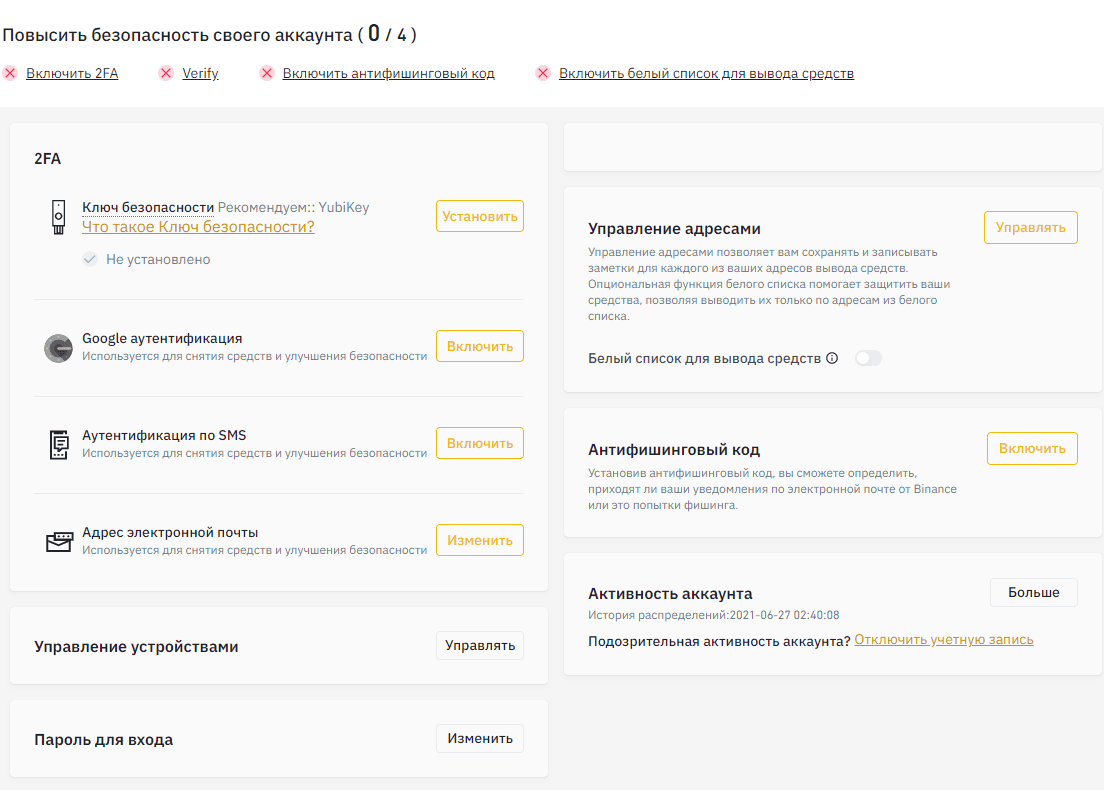 Повысить безопасность своего аккаунта ( 0 / 4 )
Включить 2FA
Verify
Включить антифишинговый код
Включить белый список для вывода средств
2FA
Ключ безопасности Рекомендуем:: YubiKey
Что такое Ключ безопасности?
Установить
Не установлено
Google аутентификация
Используется для снятия средств и улучшения безопасности
Включить
Аутентификация по SMS
Используется для снятия средств и улучшения безопасности
Включить
Адрес электронной почты
Используется для снятия средств и улучшения безопасности
Изменить
Управление устройствами
Управлять
Пароль для входа
Изменить
Управление адресами
Управлять
Управление адресами позволяет вам сохранять и записывать
заметки для каждого из ваших адресов вывода средств.
Опциональная функция белого списка помогает защитить ваши
средства, позволяя выводить их только по адресам из белого
списка.
Белый список для вывода средств
Антифишинговый код
Включить
Установив антифишинговый код, вы сможете определить,
приходят ли ваши уведомления по электронной почте от Binance
или это попытки фишинга.
Активность аккаунта
Больше
История распределений:2021-06-27 02:40:08
Подозрительная активность аккаунта? Отключить учетную запись